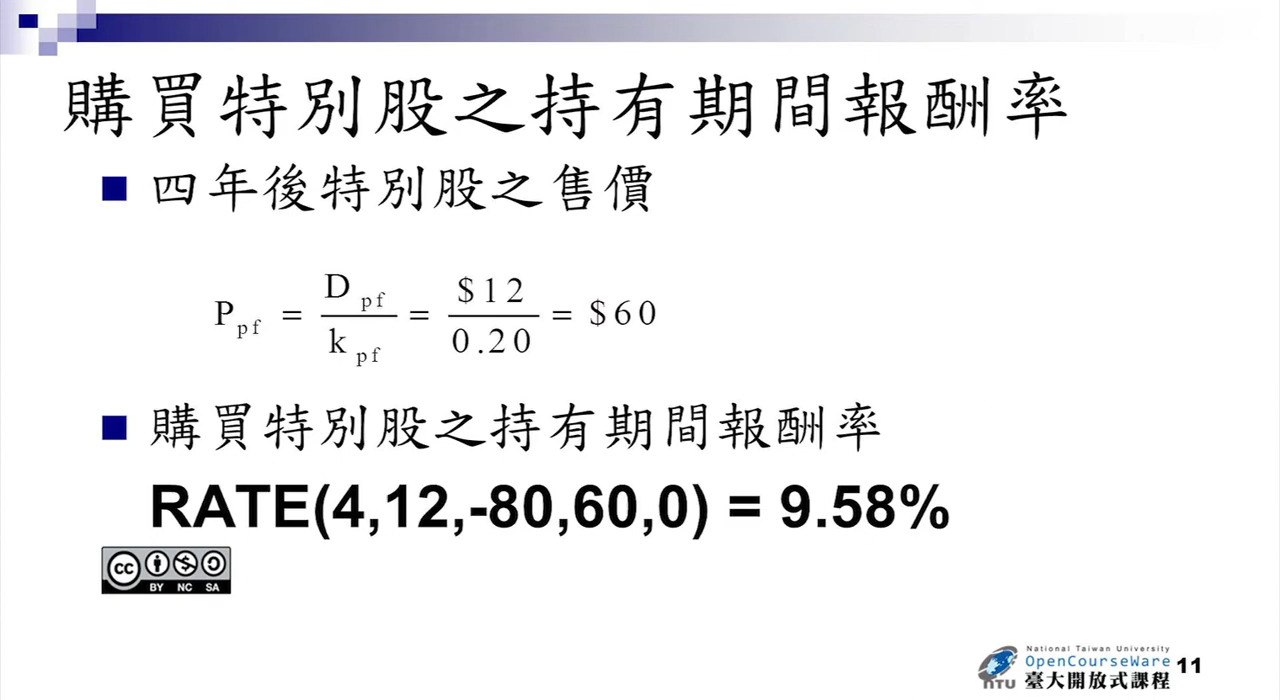 購買特別股之持有期間報酬率
四年後特別股之售價
P pf = D pf / k pf = $12 / 0.20 = $60
購買特別股之持有期間報酬率
RATE(4,12,-80,60,0) = 9.58%
cc
BY NC SA
National Taiwan University
OpenCourseWare
NTU 臺大開放式課程
11